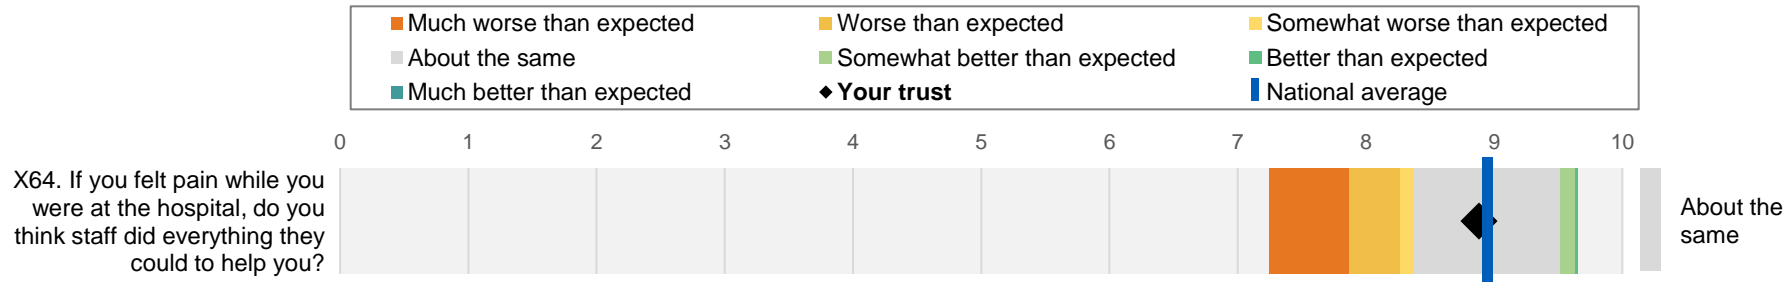 Much worse than expected
Worse than expected
Somewhat worse than expected
About the same
Somewhat better than expected
Better than expected
Much better than expected
Your trust
National average
0 1 2 3 4 5 6 7 8 9 10
X64. If you felt pain while you
were at the hospital, do you
think staff did everything they
could to help you?
About the
same